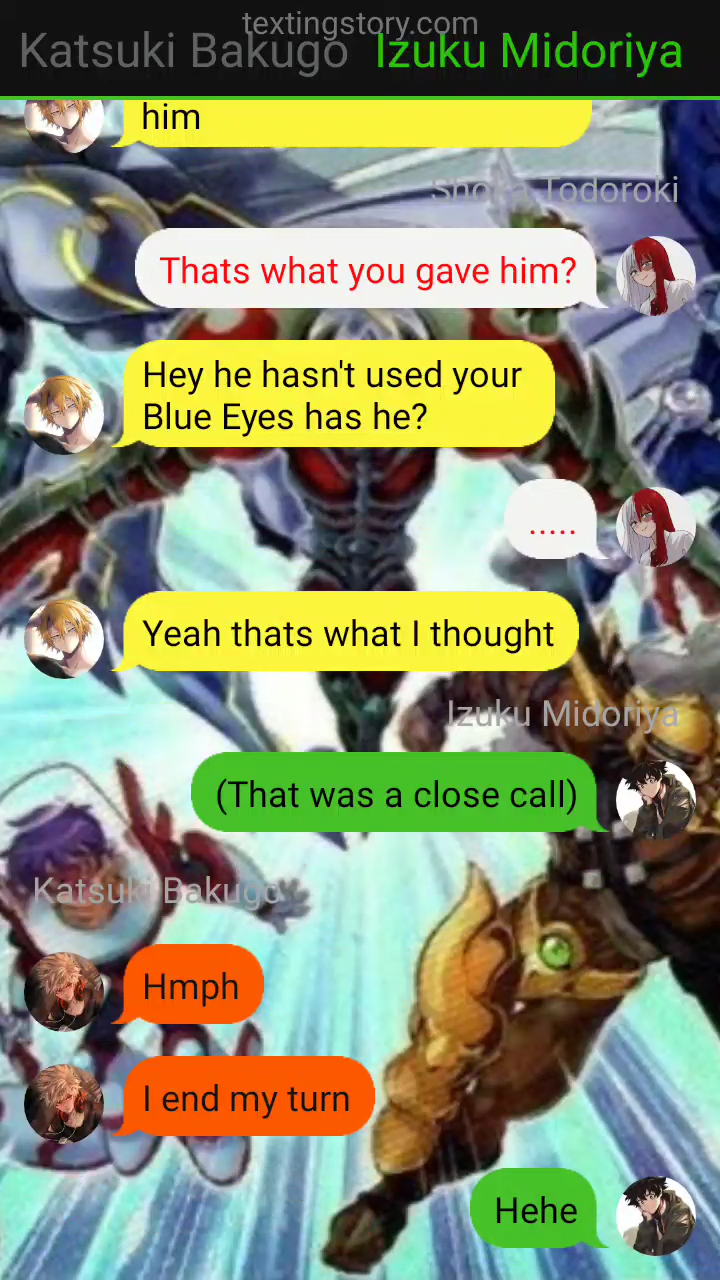 textingstory.com
Katsuki Bakugo Izuku Midoriya
him
Shoka Todoroki
Thats what you gave him?
Hey he hasn't used your
Blue Eyes has he?
.....
Yeah thats what I thought
Izuku Midoriya
(That was a close call)
Katsuki Bakugo
Hmph
I end my turn
Hehe